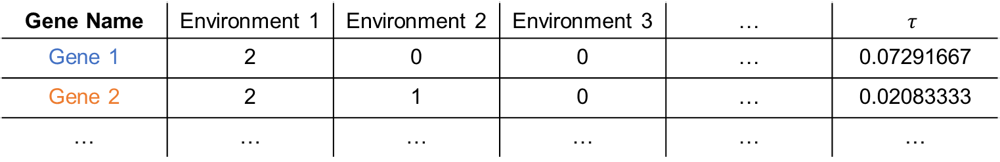 Gene Name Environment 1 Environment 2 Environment 3 … τ
Gene 1 2 0 0 … 0.07291667
Gene 2 2 1 0 … 0.02083333
… … … … … …